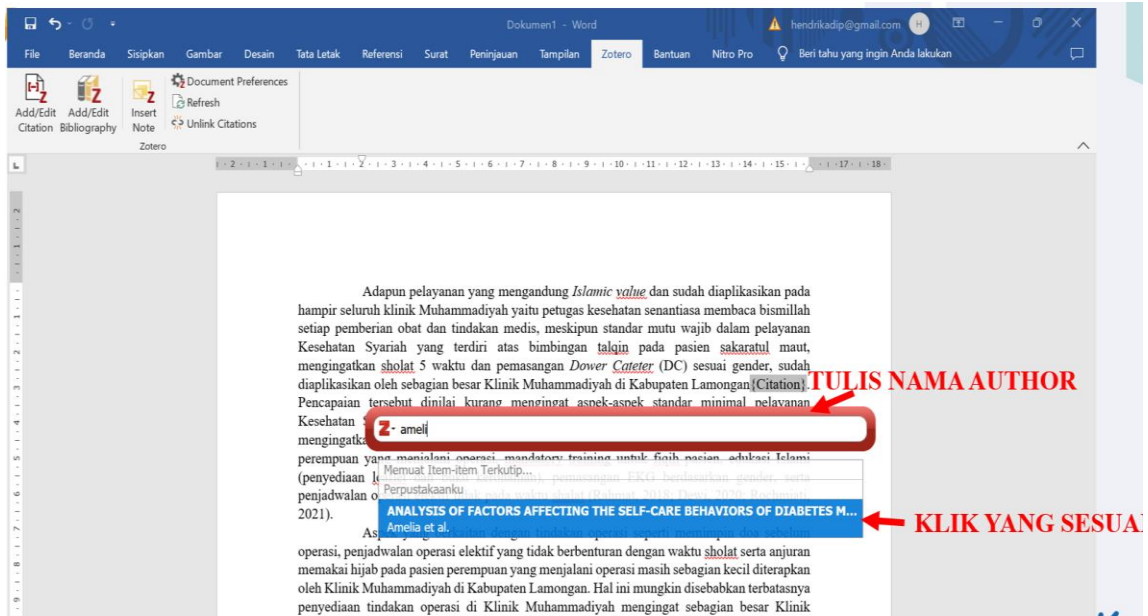 Dokumen1 - Word
hendrikadip@gmail.com
H
File Beranda Sisipkan Gambar Desain Tata Letak Referensi Surat Peninjauan Tampilan Zotero Bantuan Nitro Pro Beri tahu yang ingin Anda lakukan
Add/Edit Citation
Add/Edit Bibliography
Insert Note
Document Preferences
Refresh
Unlink Citations
Zotero
Adapun pelayanan yang mengandung Islamic value dan sudah diaplikasikan pada
hampir seluruh klinik Muhammadiyah yaitu petugas kesehatan senantiasa membaca bismillah
setiap pemberian obat dan tindakan medis, meskipun standar mutu wajib dalam pelayanan
Kesehatan Syariah yang terdiri atas bimbingan talqin pada pasien sakaratul maut,
mengingatkan sholat 5 waktu dan pemasangan Dower Cateter (DC) sesuai gender, sudah
diaplikasikan oleh sebagian besar Klinik Muhammadiyah di Kabupaten Lamongan{Citation}.
TULIS NAMA AUTHOR
Pencapaian tersebut dinilai kurang mengingat aspek-aspek standar minimal pelayanan
Kesehatan
Z - ameli
mengingatka
perempuan yang menjalani operasi, mandatory training untuk fiqih pasien, edukasi Islami
(penyediaan
Memuat Item-item Terkutip...
pemasangan EKG berdasarkan gender, serta
Perpustakaanku
penjadwalan
2021).
ANALYSIS OF FACTORS AFFECTING THE SELF-CARE BEHAVIORS OF DIABETES M...
Amelia et al.
KLIK YANG SESUAI
operasi, penjadwalan operasi elektif yang tidak berbenturan dengan waktu sholat serta anjuran
memakai hijab pada pasien perempuan yang menjalani operasi masih sebagian kecil diterapkan
oleh Klinik Muhammadiyah di Kabupaten Lamongan. Hal ini mungkin disebabkan terbatasnya
penyediaan tindakan operasi di Klinik Muhammadiyah mengingat sebagian besar Klinik